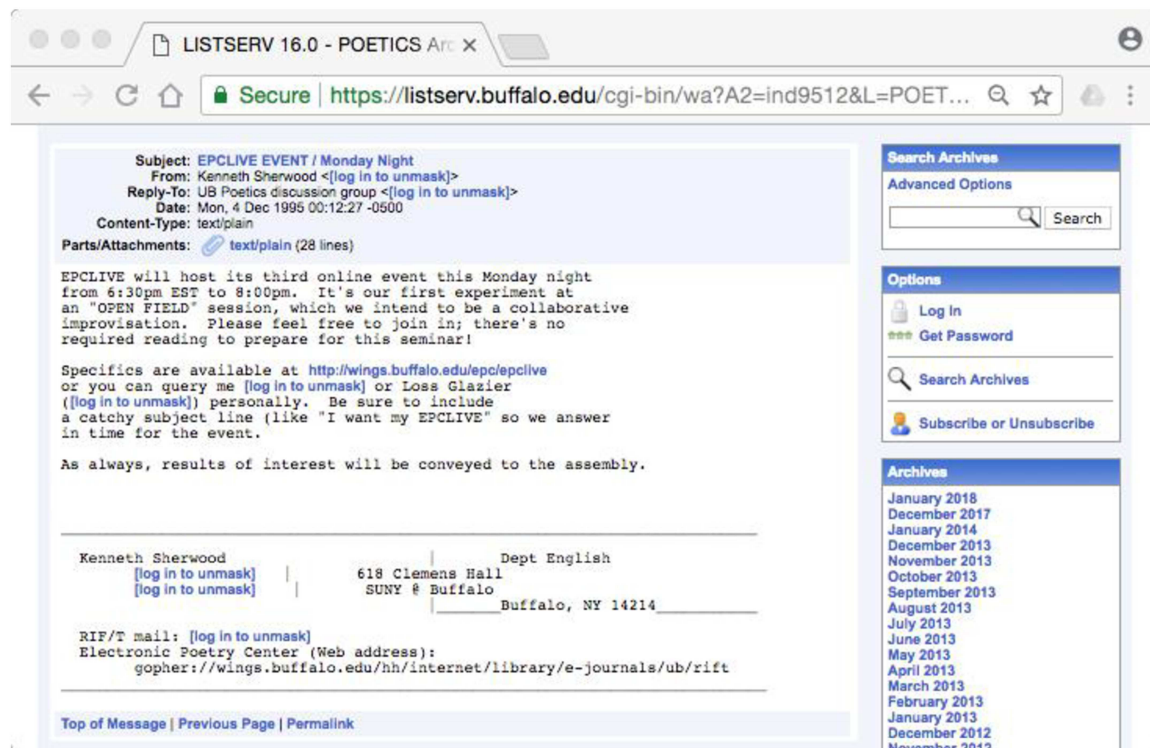 LISTSERV 16.0 - POETICS Arc
Secure | https://listserv.buffalo.edu/cgi-bin/wa?A2=ind9512&L=POET...
Subject: EPCLIVE EVENT / Monday Night
From: Kenneth Sherwood <[log in to unmask]>
Reply-To: UB Poetics discussion group <[log in to unmask]>
Date: Mon, 4 Dec 1995 00:12:27 -0500
Content-Type: text/plain
Parts/Attachments: text/plain (28 lines)
EPCLIVE will host its third online event this Monday night
from 6:30pm EST to 8:00pm.  It's our first experiment at
an "OPEN FIELD" session, which we intend to be a collaborative
improvisation.  Please feel free to join in; there's no
required reading to prepare for this seminar!
Specifics are available at http://wings.buffalo.edu/epc/epclive
or you can query me [log in to unmask] or Loss Glazier
([log in to unmask]) personally.  Be sure to include
a catchy subject line (like "I want my EPCLIVE" so we answer
in time for the event.
As always, results of interest will be conveyed to the assembly.
Kenneth Sherwood | Dept English
[log in to unmask] | 618 Clemens Hall
[log in to unmask] | SUNY @ Buffalo
|_______Buffalo, NY 14214___________
RIF/T mail: [log in to unmask]
Electronic Poetry Center (Web address):
gopher://wings.buffalo.edu/hh/internet/library/e-journals/ub/rift
Top of Message | Previous Page | Permalink
Search Archives
Advanced Options
Search
Options
Log In
Get Password
Search Archives
Subscribe or Unsubscribe
Archives
January 2018
December 2017
January 2014
December 2013
November 2013
October 2013
September 2013
August 2013
July 2013
June 2013
May 2013
April 2013
March 2013
February 2013
January 2013
December 2012
November 2012